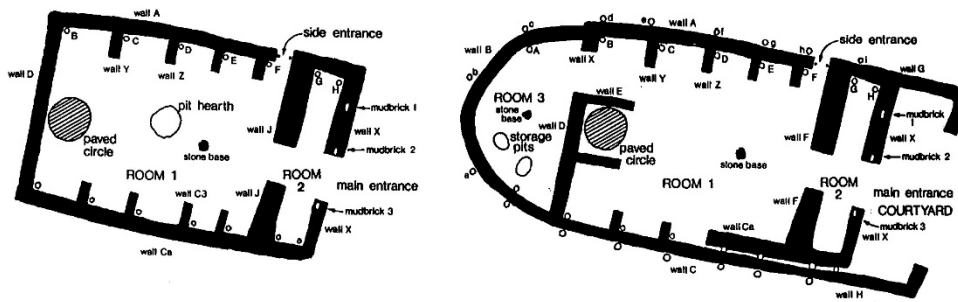 wall A
side entrance
B
C
D
E
F
wall D
wall Y
wall Z
G
H
pit hearth
wall J
mudbrick 1
wall X
paved
circle
stone base
mudbrick 2
ROOM 1
ROOM
2
main entrance
wall C3
wall J
mudbrick 3
wall X
wall Ca
c
d
e
wall A
f
g
h
side entrance
wall B
A
B
wall X
C
D
E
F
i
wall G
wall Y
wall Z
G
H
b
ROOM 3
wall E
stone
base
mudbrick
1
wall D
wall F
wall X
storage
pits
paved
circle
stone base
mudbrick 2
a
ROOM 1
ROOM
2
main entrance
COURTYARD
wall F
wall Ca
mudbrick 3
wall X
wall C
wall H